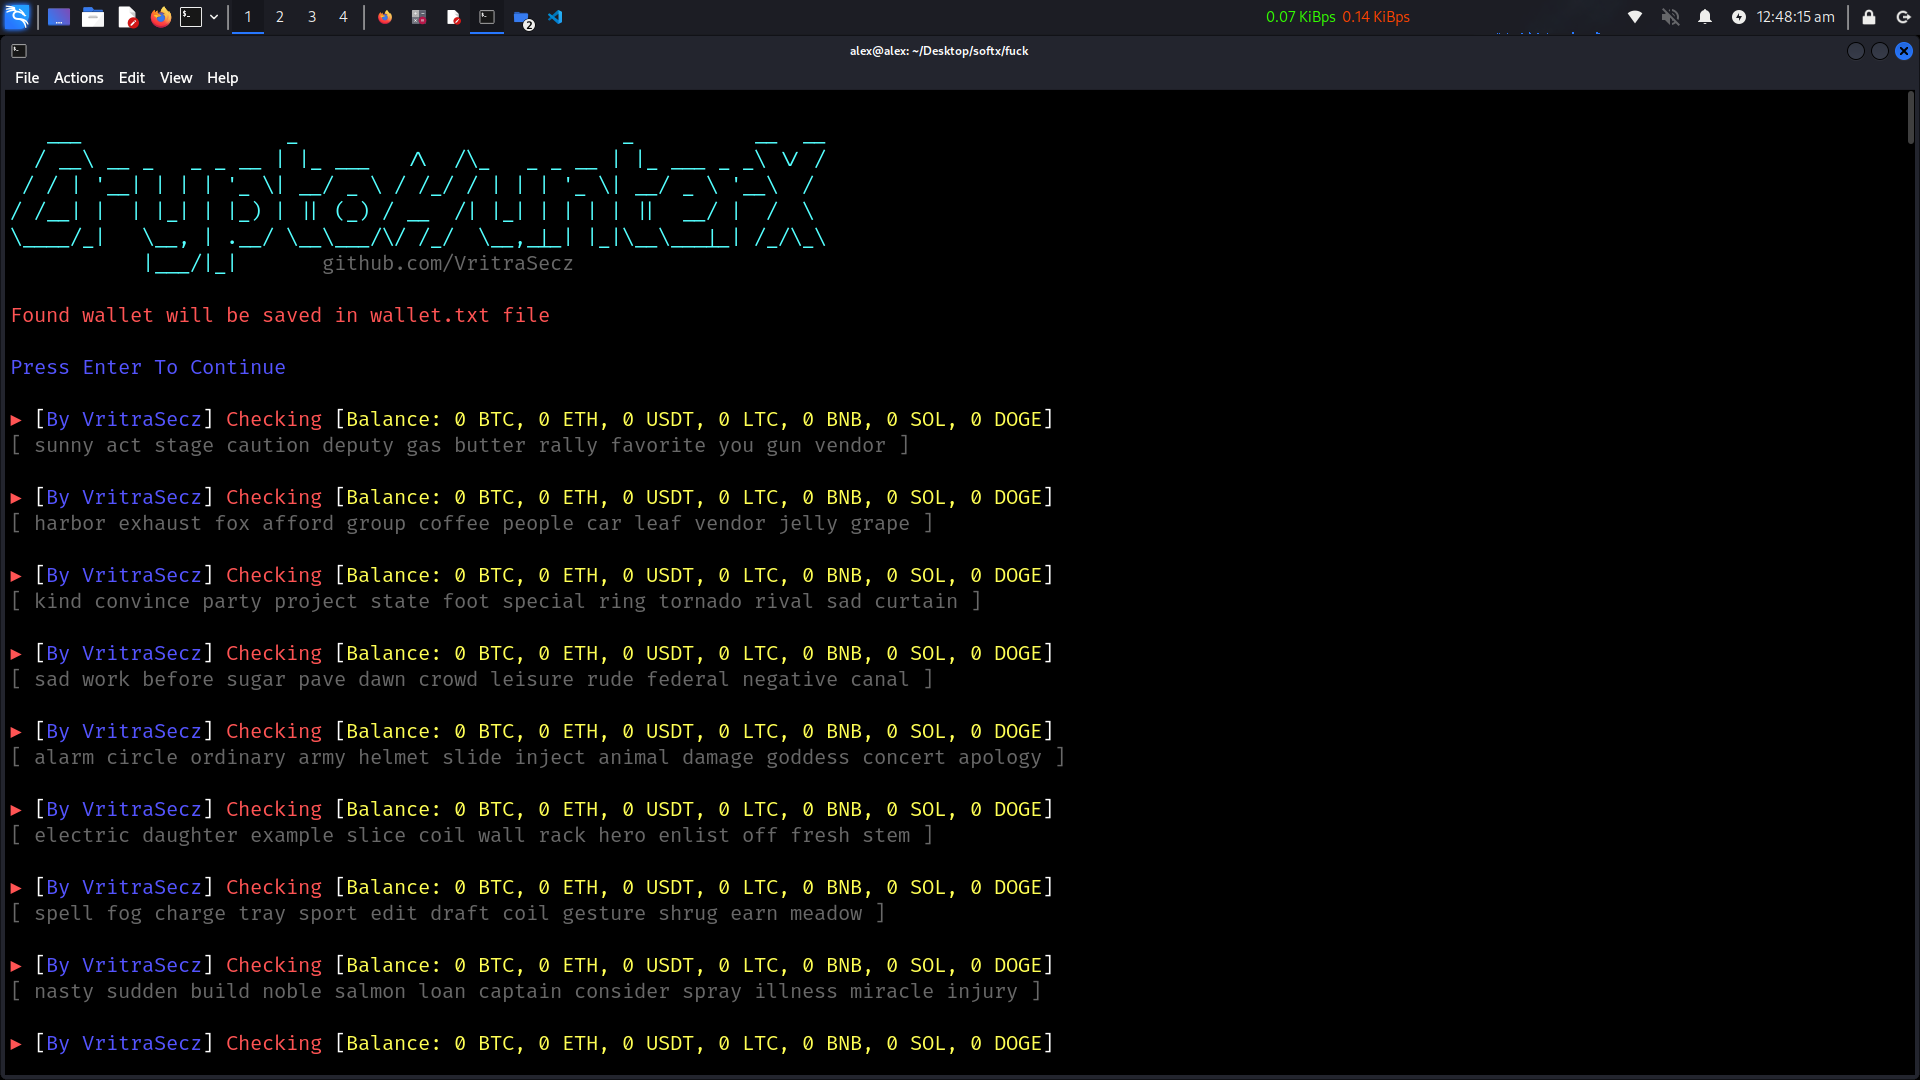 1 2 3 4 0.07 KiBps 0.14 KiBps 12:48:15 am
alex@alex: ~/Desktop/softx/fuck
File Actions Edit View Help
CryptoHunterX
github.com/VritraSecz
Found wallet will be saved in wallet.txt file
Press Enter To Continue
▶ [By VritraSecz] Checking [Balance: 0 BTC, 0 ETH, 0 USDT, 0 LTC, 0 BNB, 0 SOL, 0 DOGE]
[ sunny act stage caution deputy gas butter rally favorite you gun vendor ]
▶ [By VritraSecz] Checking [Balance: 0 BTC, 0 ETH, 0 USDT, 0 LTC, 0 BNB, 0 SOL, 0 DOGE]
[ harbor exhaust fox afford group coffee people car leaf vendor jelly grape ]
▶ [By VritraSecz] Checking [Balance: 0 BTC, 0 ETH, 0 USDT, 0 LTC, 0 BNB, 0 SOL, 0 DOGE]
[ kind convince party project state foot special ring tornado rival sad curtain ]
▶ [By VritraSecz] Checking [Balance: 0 BTC, 0 ETH, 0 USDT, 0 LTC, 0 BNB, 0 SOL, 0 DOGE]
[ sad work before sugar pave dawn crowd leisure rude federal negative canal ]
▶ [By VritraSecz] Checking [Balance: 0 BTC, 0 ETH, 0 USDT, 0 LTC, 0 BNB, 0 SOL, 0 DOGE]
[ alarm circle ordinary army helmet slide inject animal damage goddess concert apology ]
▶ [By VritraSecz] Checking [Balance: 0 BTC, 0 ETH, 0 USDT, 0 LTC, 0 BNB, 0 SOL, 0 DOGE]
[ electric daughter example slice coil wall rack hero enlist off fresh stem ]
▶ [By VritraSecz] Checking [Balance: 0 BTC, 0 ETH, 0 USDT, 0 LTC, 0 BNB, 0 SOL, 0 DOGE]
[ spell fog charge tray sport edit draft coil gesture shrug earn meadow ]
▶ [By VritraSecz] Checking [Balance: 0 BTC, 0 ETH, 0 USDT, 0 LTC, 0 BNB, 0 SOL, 0 DOGE]
[ nasty sudden build noble salmon loan captain consider spray illness miracle injury ]
▶ [By VritraSecz] Checking [Balance: 0 BTC, 0 ETH, 0 USDT, 0 LTC, 0 BNB, 0 SOL, 0 DOGE]